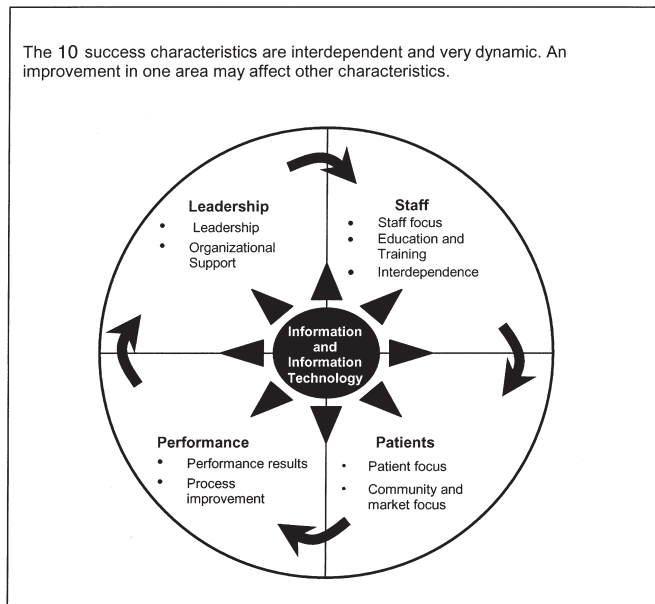 The 10 success characteristics are interdependent and very dynamic. An
improvement in one area may affect other characteristics.
Leadership
• Leadership
• Organizational
Support
Staff
• Staff focus
• Education and
Training
• Interdependence
Information
and
Information
Technology
Performance
• Performance results
• Process
improvement
Patients
• Patient focus
• Community and
market focus